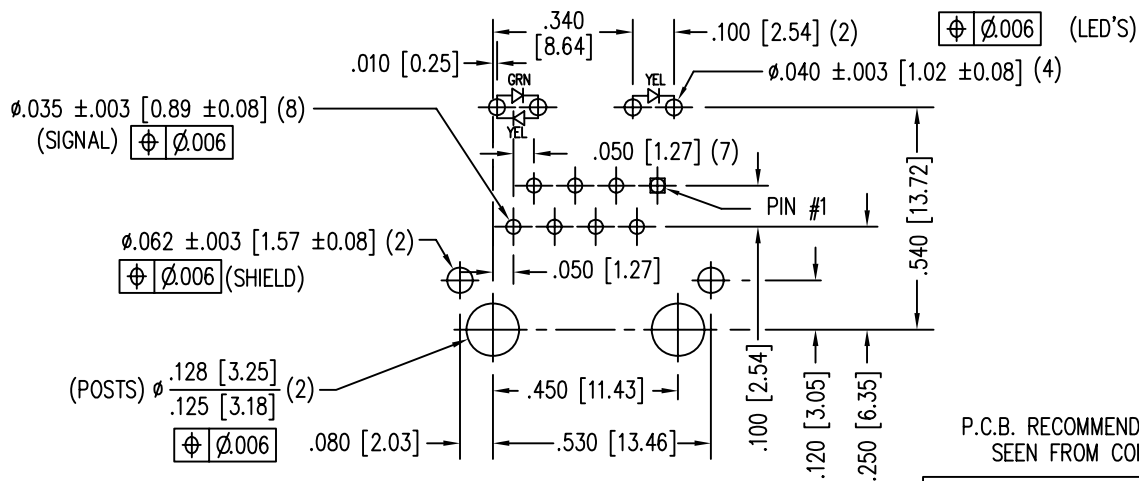 .340
[8.64]
.100 [2.54] (2)
⌖ Ø.006 (LED'S)
.010 [0.25]
GRN
YEL
ø.040 ±.003 [1.02 ±0.08] (4)
ø.035 ±.003 [0.89 ±0.08] (8)
(SIGNAL) ⌖ Ø.006
YEL
.050 [1.27] (7)
PIN #1
.540 [13.72]
ø.062 ±.003 [1.57 ±0.08] (2)
⌖ Ø.006 (SHIELD)
.050 [1.27]
(POSTS) ø .128 [3.25] (2)
.125 [3.18]
⌖ Ø.006
.450 [11.43]
.080 [2.03]
.530 [13.46]
.100 [2.54]
.120 [3.05]
.250 [6.35]
P.C.B. RECOMMEND
SEEN FROM